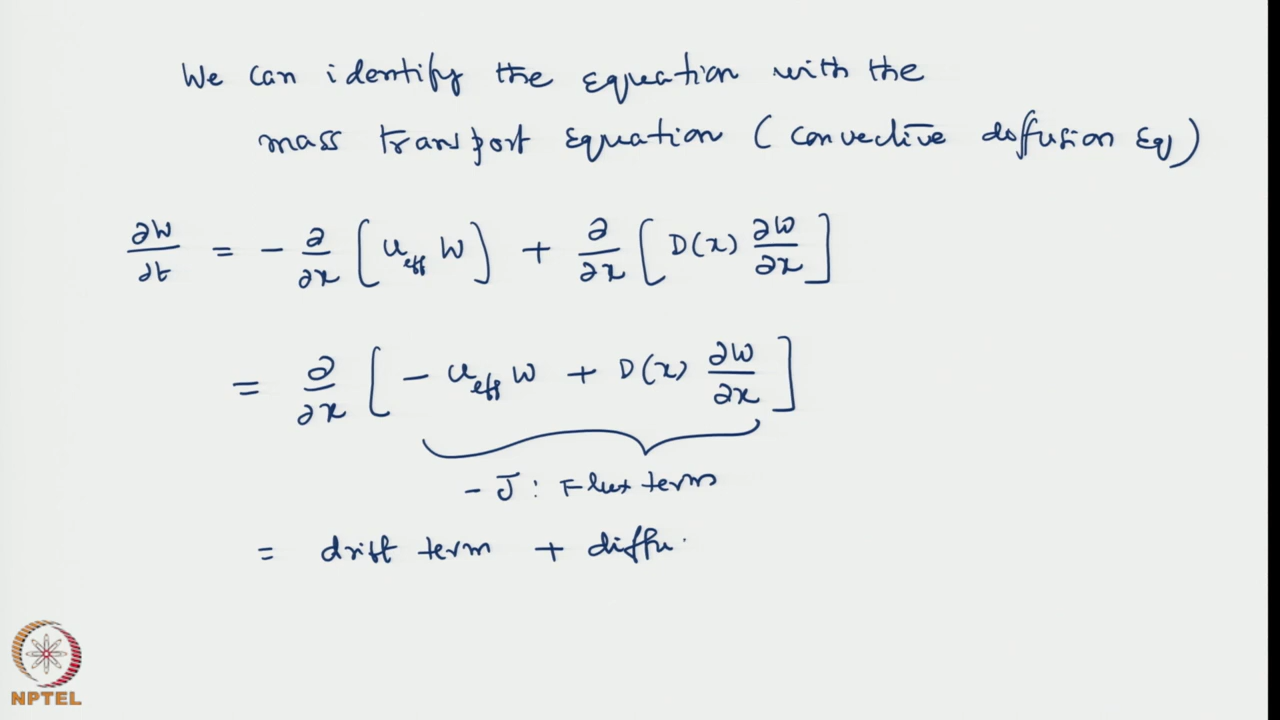 We can identify the equation with the
mass transport Equation ( Convective diffusion Eq )
∂W/∂t = - ∂/∂x [ u_eff W ] + ∂/∂x [ D(x) ∂W/∂x ]
= ∂/∂x [ - u_eff W + D(x) ∂W/∂x ]
- J : Flux term
= drift term + diffu
NPTEL